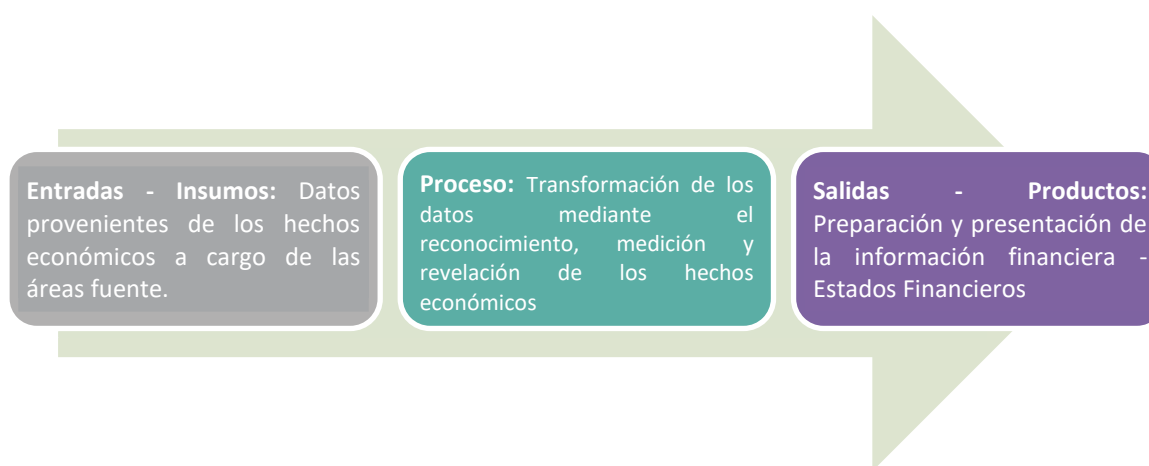 Entradas - Insumos: Datos
provenientes de los hechos
económicos a cargo de las
áreas fuente.
Proceso: Transformación de los
datos mediante el
reconocimiento, medición y
revelación de los hechos
económicos
Salidas - Productos:
Preparación y presentación de
la información financiera -
Estados Financieros